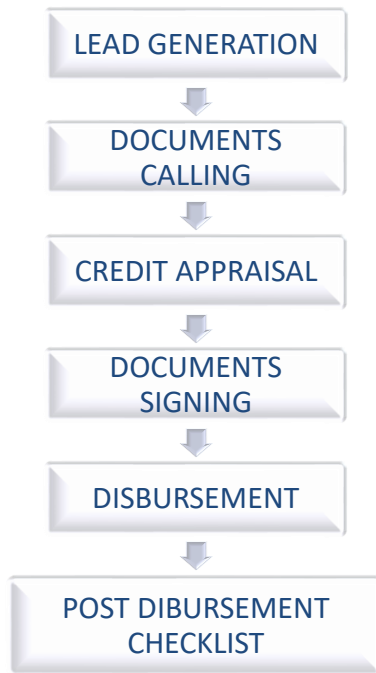 LEAD GENERATION
DOCUMENTS
CALLING
CREDIT APPRAISAL
DOCUMENTS
SIGNING
DISBURSEMENT
POST DIBURSEMENT
CHECKLIST